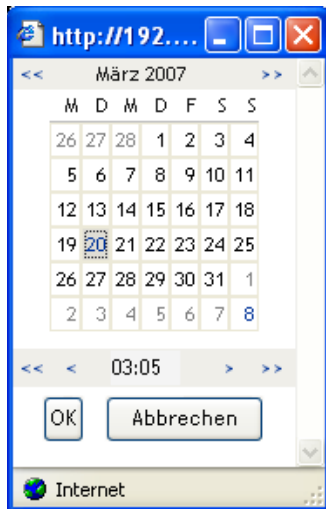 http://192....
<< März 2007 >>
M D M D F S S
26 27 28 1 2 3 4
5 6 7 8 9 10 11
12 13 14 15 16 17 18
19 20 21 22 23 24 25
26 27 28 29 30 31 1
2 3 4 5 6 7 8
<< < 03:05 > >>
OK Abbrechen
Internet